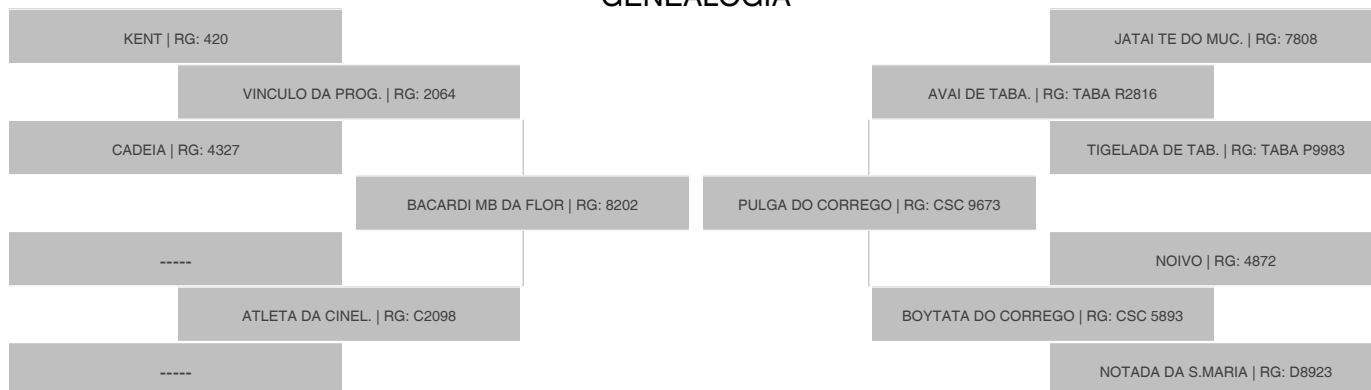 GENEALOGIA
KENT | RG: 420
JATAI TE DO MUC. | RG: 7808
VINCULO DA PROG. | RG: 2064
AVAI DE TABA. | RG: TABA R2816
CADEIA | RG: 4327
TIGELADA DE TAB. | RG: TABA P9983
BACARDI MB DA FLOR | RG: 8202
PULGA DO CORREGO | RG: CSC 9673
-----
NOIVO | RG: 4872
ATLETA DA CINEL. | RG: C2098
BOYTATA DO CORREGO | RG: CSC 5893
-----
NOTADA DA S.MARIA | RG: D8923